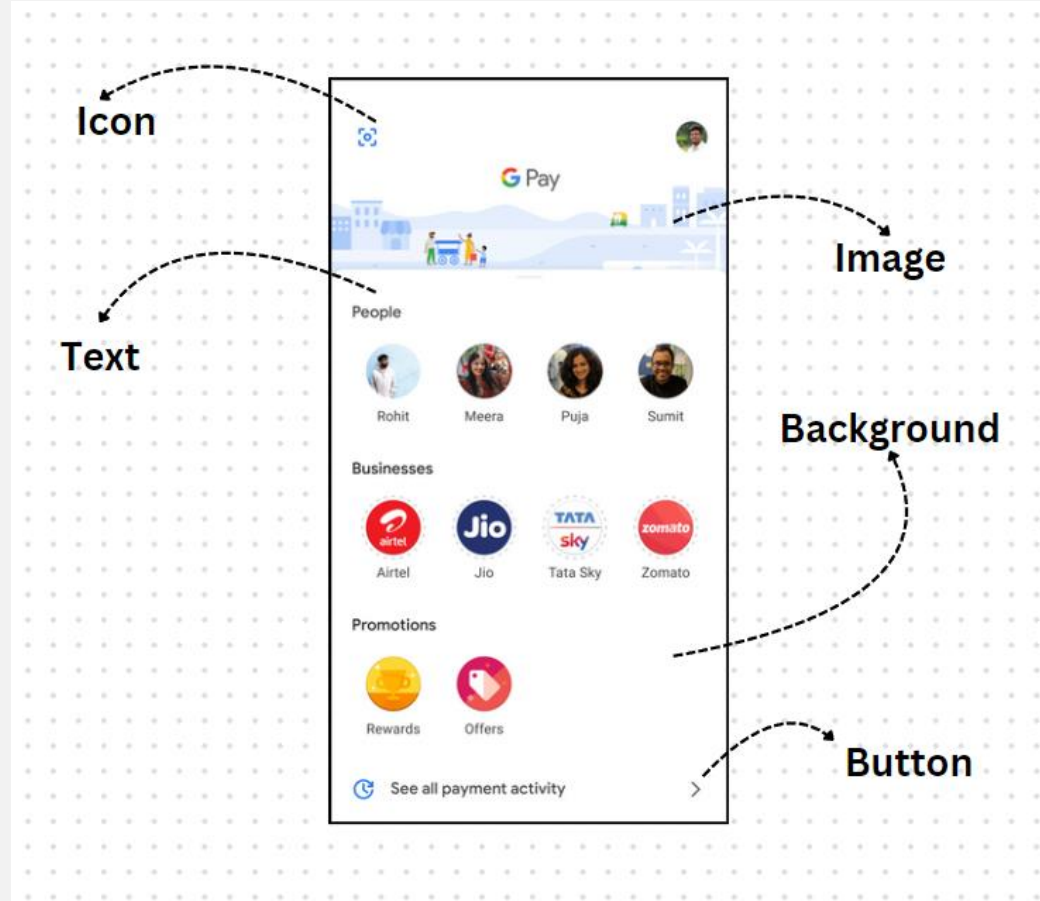 Icon
G Pay
Image
Text
People
Rohit Meera Puja Sumit
Background
Businesses
airtel Jio TATA sky zomato
Airtel Jio Tata Sky Zomato
Promotions
Rewards Offers
Button
See all payment activity